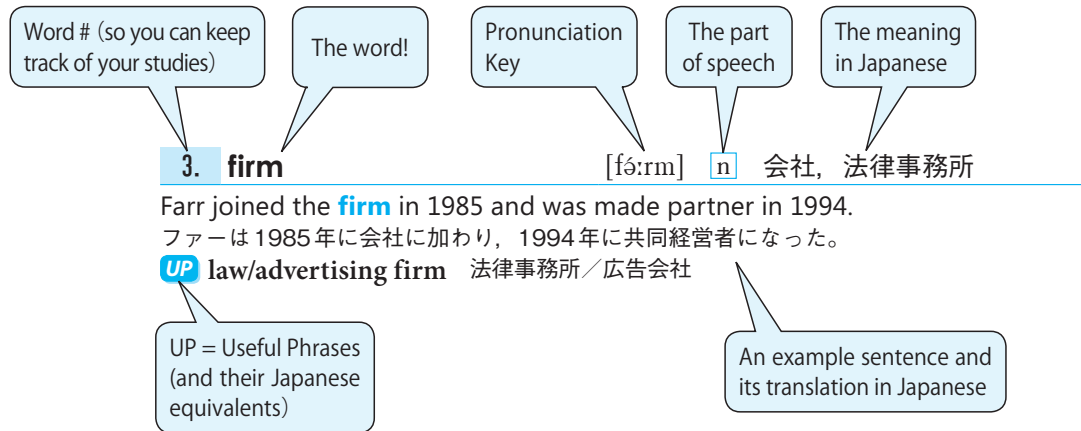 Word # (so you can keep
track of your studies)
The word!
Pronunciation
Key
The part
of speech
The meaning
in Japanese
3. firm [fə́ːrm] n 会社，法律事務所
Farr joined the firm in 1985 and was made partner in 1994.
ファーは1985年に会社に加わり，1994年に共同経営者になった。
UP law/advertising firm 法律事務所／広告会社
UP = Useful Phrases
(and their Japanese
equivalents)
An example sentence and
its translation in Japanese